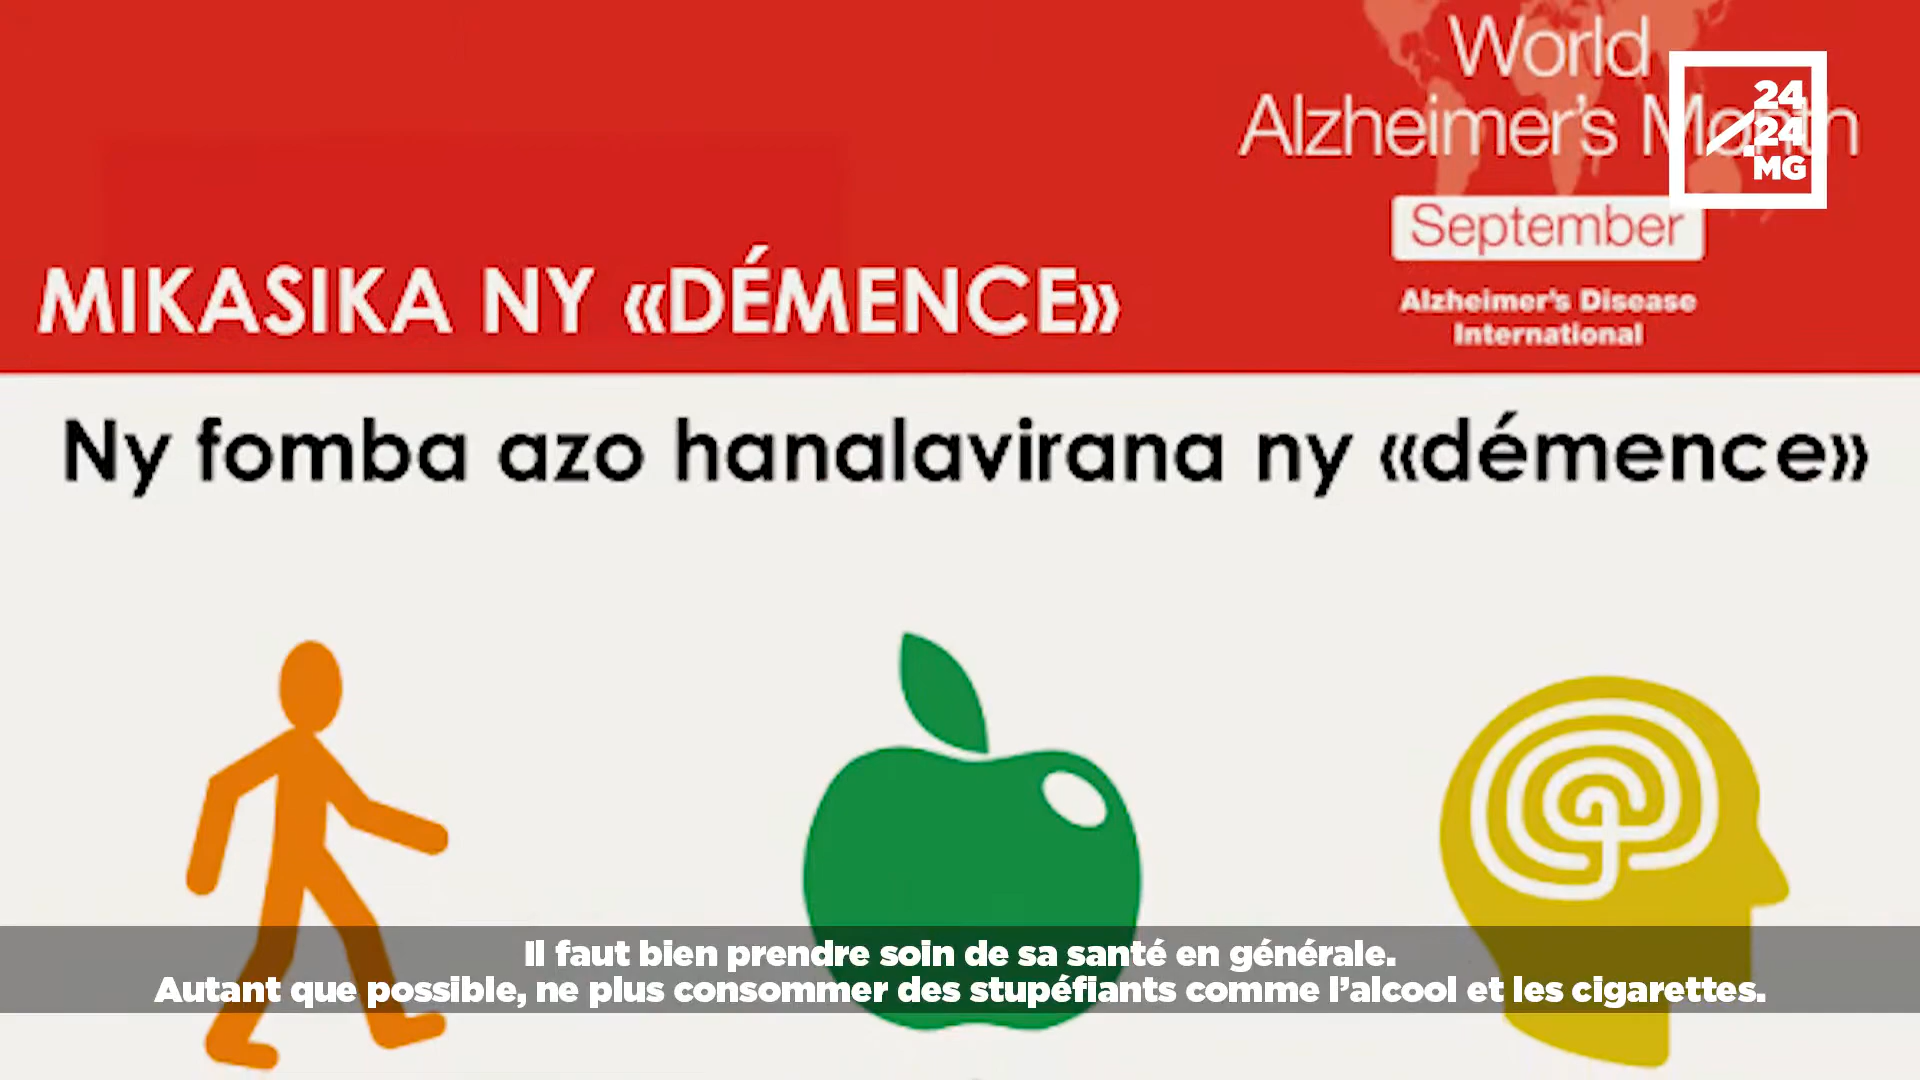 World
Alzheimer's Month
24
24
MG
September
Alzheimer's Disease
International
MIKASIKA NY «DÉMENCE»
Ny fomba azo hanalavirana ny «démence»
Il faut bien prendre soin de sa santé en générale.
Autant que possible, ne plus consommer des stupéfiants comme l'alcool et les cigarettes.